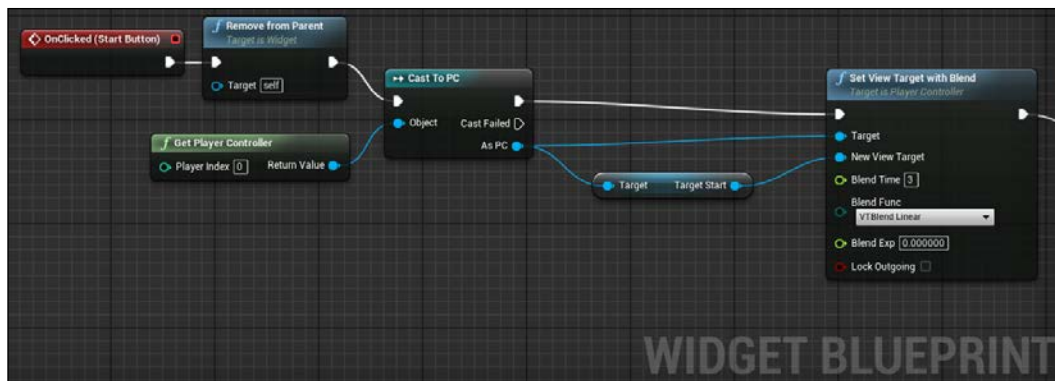 OnClicked (Start Button)
Remove from Parent
Target is Widget
Target self
Get Player Controller
Player Index 0 Return Value
Cast To PC
Object Cast Failed
As PC
Target Target Start
Set View Target with Blend
Target is Player Controller
Target
New View Target
Blend Time 3
Blend Func
VTBlend Linear
Blend Exp 0.000000
Lock Outgoing
WIDGET BLUEPRINT